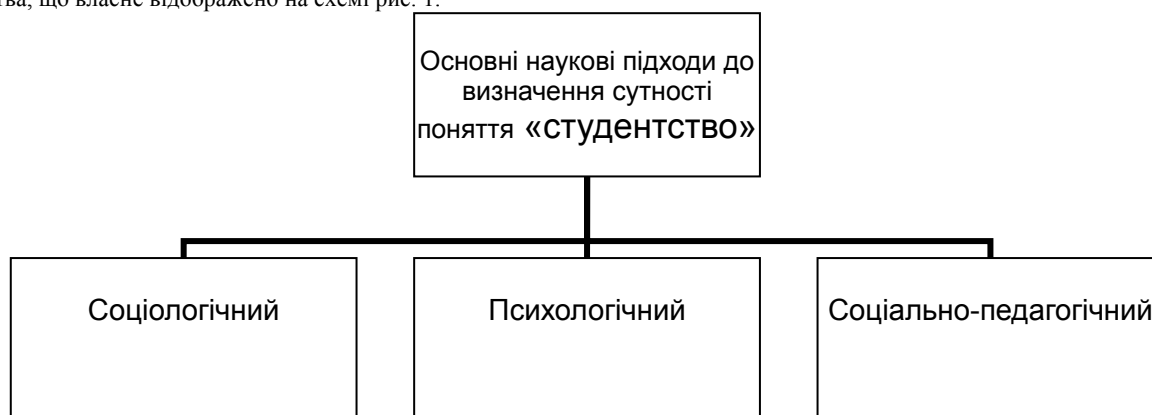 тва, що власне відображено на схемі рис. 1.
Основні наукові підходи до
визначення сутності
поняття «студентство»
Соціологічний
Психологічний
Соціально-педагогічний